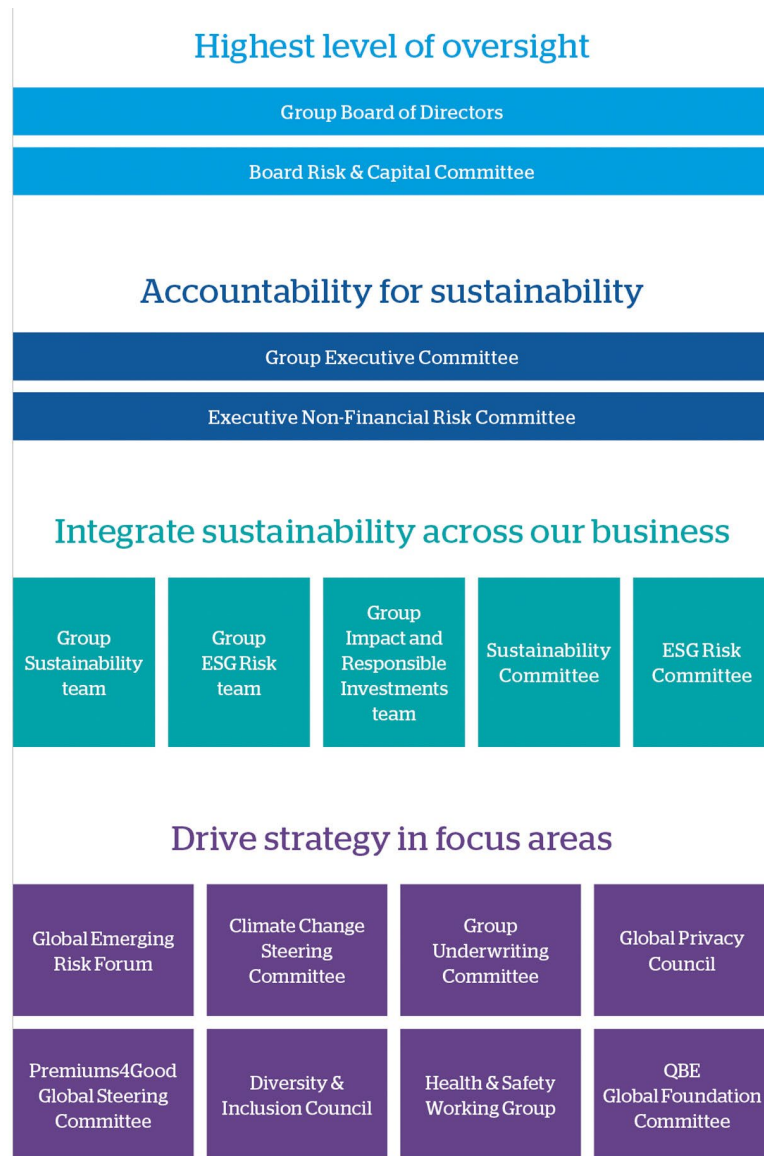 Highest level of oversight
Group Board of Directors
Board Risk & Capital Committee
Accountability for sustainability
Group Executive Committee
Executive Non-Financial Risk Committee
Integrate sustainability across our business
Group
Sustainability
team
Group
ESG Risk
team
Group
Impact and
Responsible
Investments
team
Sustainability
Committee
ESG Risk
Committee
Drive strategy in focus areas
Global Emerging
Risk Forum
Climate Change
Steering
Committee
Group
Underwriting
Committee
Global Privacy
Council
Premiums4Good
Global Steering
Committee
Diversity &
Inclusion Council
Health & Safety
Working Group
QBE
Global Foundation
Committee